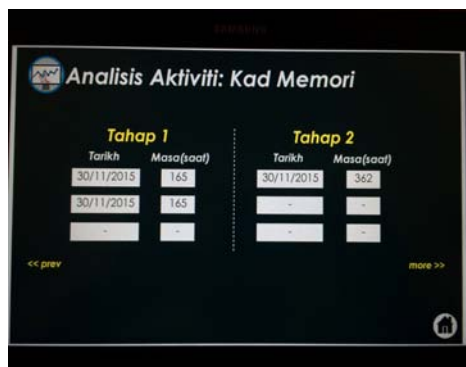 SAMSUNG
Analisis Aktiviti: Kad Memori
Tahap 1
Tarikh Masa(saat)
30/11/2015 165
30/11/2015 165
- -
Tahap 2
Tarikh Masa(saat)
30/11/2015 362
- -
- -
<< prev
more >>